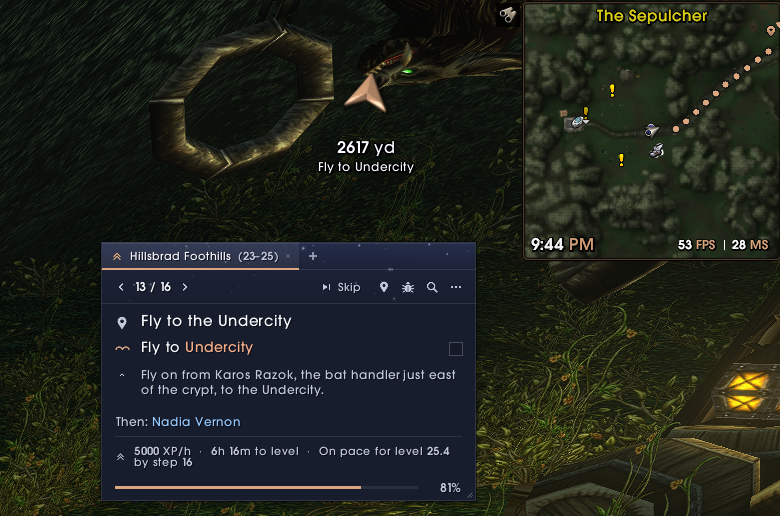 The Sepulcher
2617 yd
Fly to Undercity
9:44 PM
53 FPS | 28 MS
Hillsbrad Foothills (23-25) × +
13 / 16
Skip
Fly to the Undercity
Fly to Undercity
Fly on from Karos Razok, the bat handler just east
of the crypt, to the Undercity.
Then: Nadia Vernon
5000 XP/h · 6h 16m to level · On pace for level 25.4
by step 16
81%